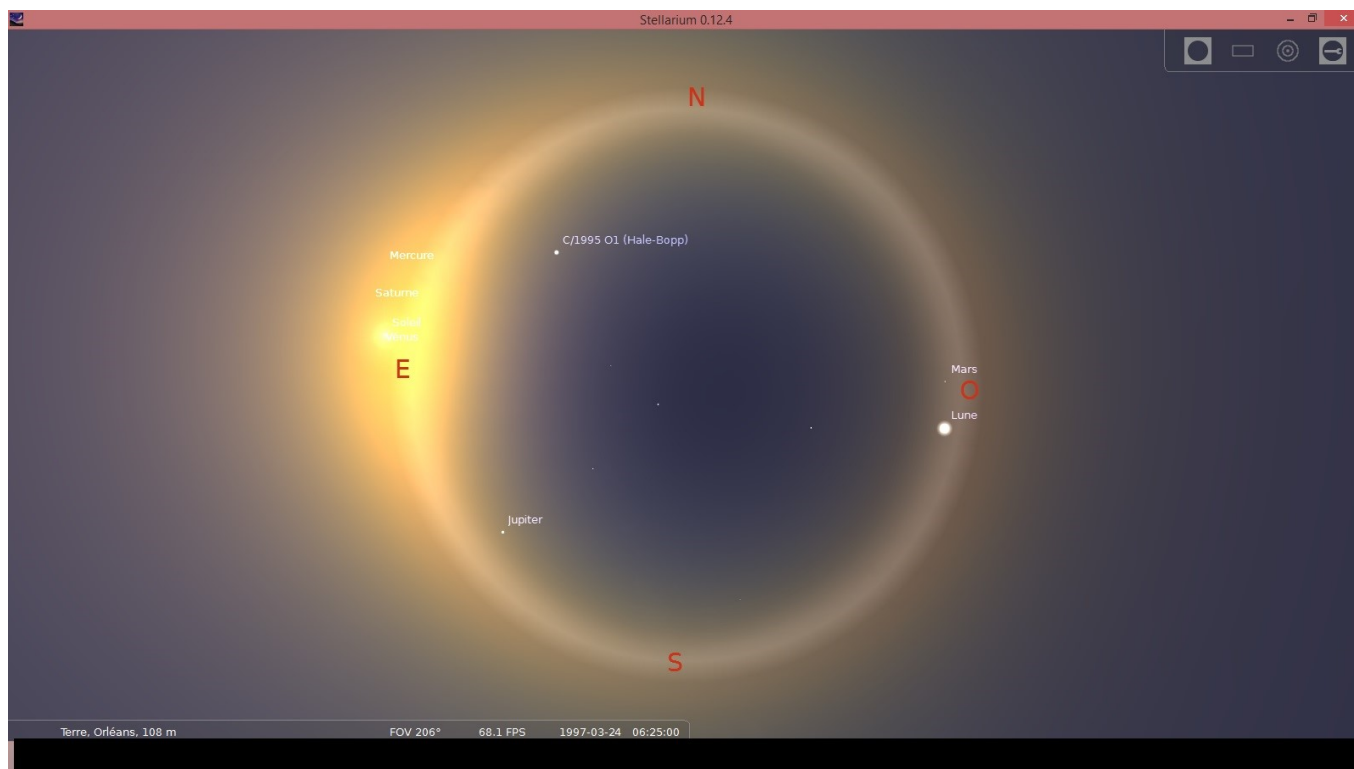 Stellarium 0.12.4
N
C/1995 O1 (Hale-Bopp)
Mercure
Saturne
Soleil
Vénus
E
Mars
O
Lune
Jupiter
S
Terre, Orléans, 108 m FOV 206° 68.1 FPS 1997-03-24 06:25:00